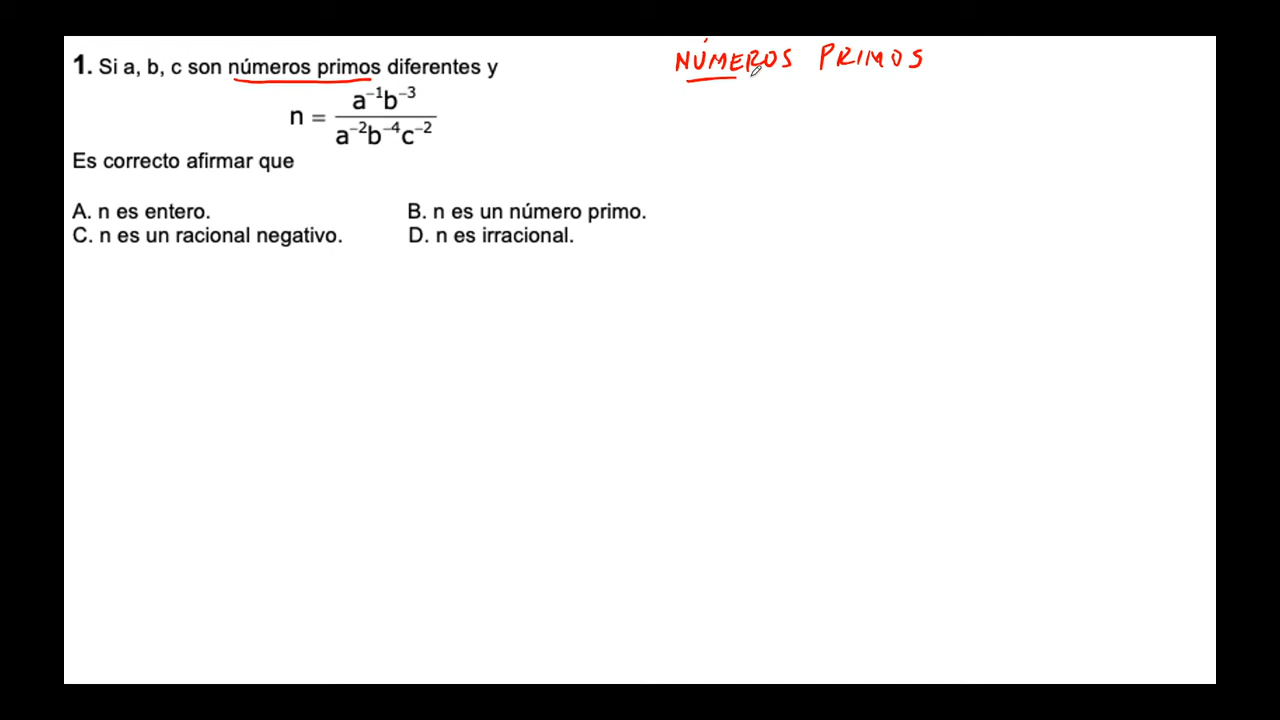 1. Si a, b, c son números primos diferentes y
NÚMEROS PRIMOS
n = a⁻¹b⁻³ / a⁻²b⁻⁴c⁻²
Es correcto afirmar que
A. n es entero. B. n es un número primo.
C. n es un racional negativo. D. n es irracional.